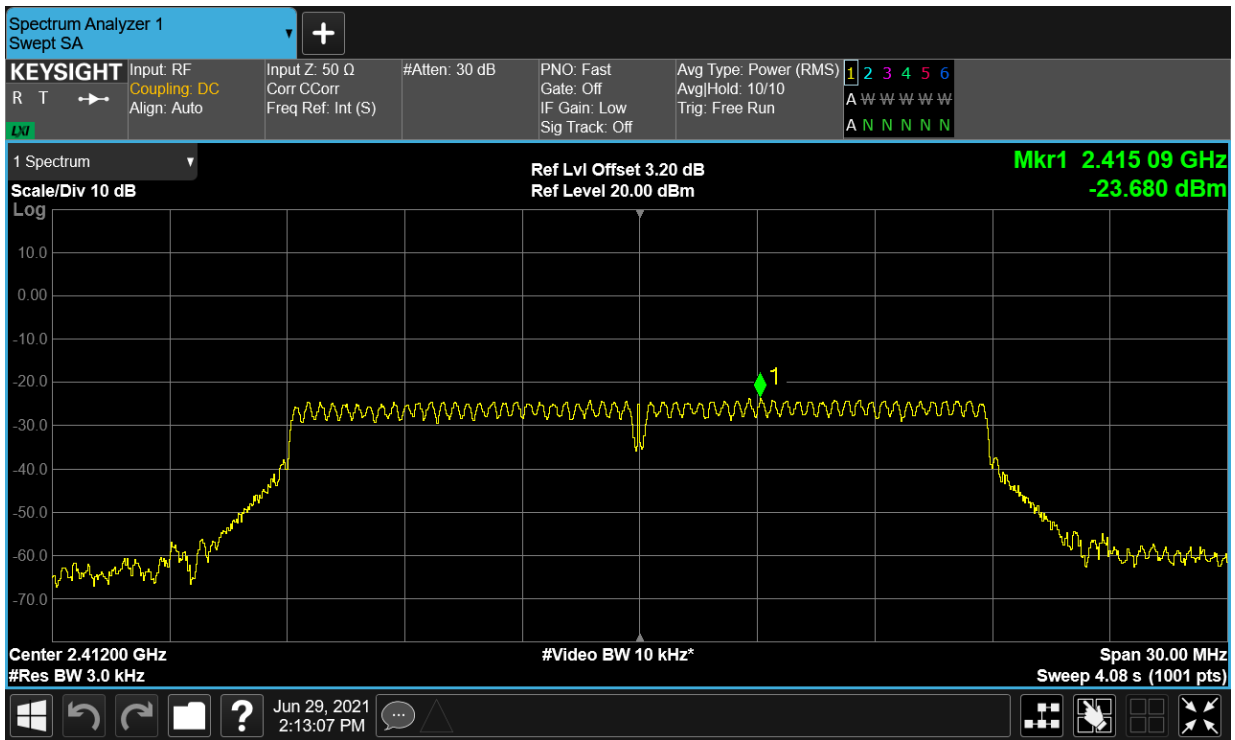 Spectrum Analyzer 1
Swept SA
+
KEYSIGHT
R T
LXI
Input: RF
Coupling: DC
Align: Auto
Input Z: 50 Ω
Corr CCorr
Freq Ref: Int (S)
#Atten: 30 dB
PNO: Fast
Gate: Off
IF Gain: Low
Sig Track: Off
Avg Type: Power (RMS)
Avg|Hold: 10/10
Trig: Free Run
1 2 3 4 5 6
A W W W W W
A N N N N N
1 Spectrum
Scale/Div 10 dB
Ref Lvl Offset 3.20 dB
Ref Level 20.00 dBm
Mkr1 2.415 09 GHz
-23.680 dBm
Log
10.0
0.00
-10.0
-20.0
-30.0
-40.0
-50.0
-60.0
-70.0
1
Center 2.41200 GHz
#Res BW 3.0 kHz
#Video BW 10 kHz*
Span 30.00 MHz
Sweep 4.08 s (1001 pts)
?
Jun 29, 2021
2:13:07 PM